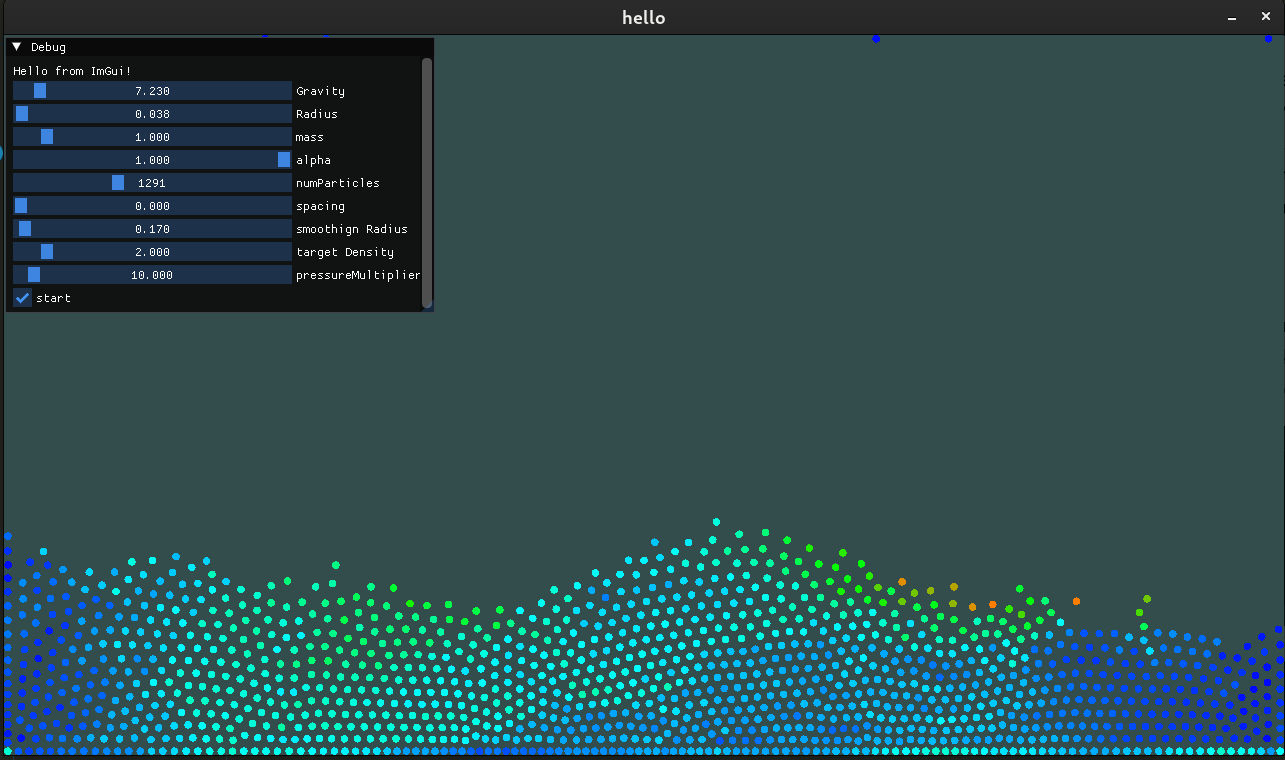 hello
Debug
Hello from ImGui!
7.230 Gravity
0.038 Radius
1.000 mass
1.000 alpha
1291 numParticles
0.000 spacing
0.170 smoothign Radius
2.000 target Density
10.000 pressureMultiplier
start